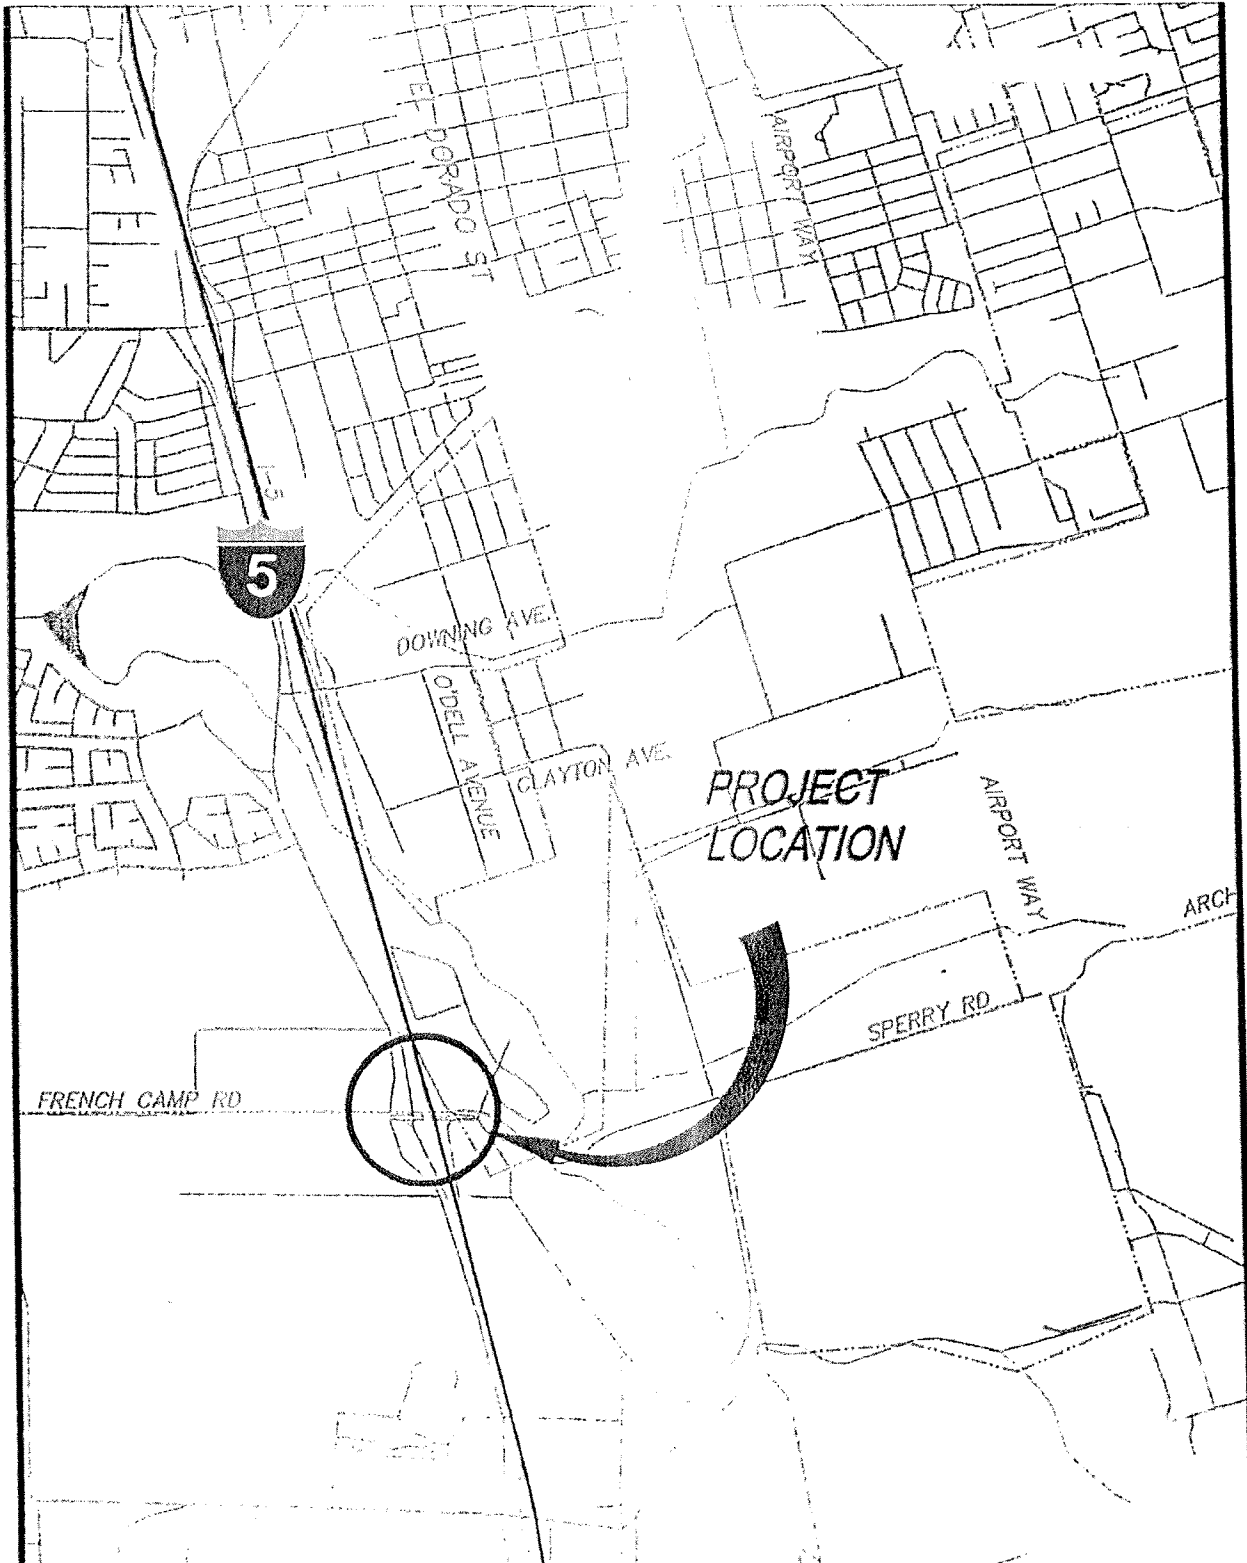 EL DORADO ST
AIRPORT WAY
I-5
5
DOWNING AVE.
O'DELL AVENUE
CLAYTON AVE.
PROJECT
LOCATION
AIRPORT WAY
ARCH
SPERRY RD
FRENCH CAMP RD